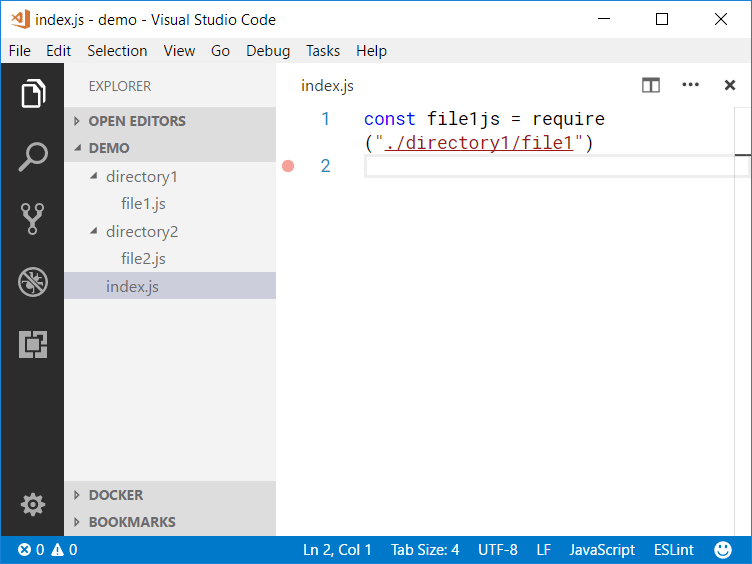 index.js - demo - Visual Studio Code
File Edit Selection View Go Debug Tasks Help
EXPLORER
OPEN EDITORS
DEMO
directory1
file1.js
directory2
file2.js
index.js
DOCKER
BOOKMARKS
index.js
1 const file1js = require
("./directory1/file1")
2
0 0 Ln 2, Col 1 Tab Size: 4 UTF-8 LF JavaScript ESLint